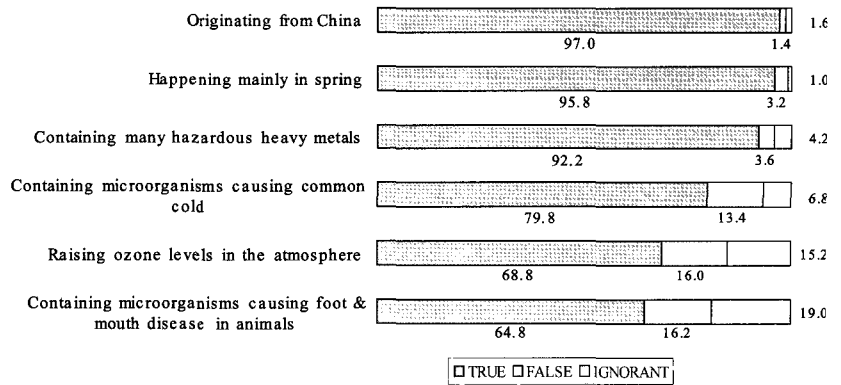 Originating from China
97.0 1.4 1.6
Happening mainly in spring
95.8 3.2 1.0
Containing many hazardous heavy metals
92.2 3.6 4.2
Containing microorganisms causing common
cold
79.8 13.4 6.8
Raising ozone levels in the atmosphere
68.8 16.0 15.2
Containing microorganisms causing foot &
mouth disease in animals
64.8 16.2 19.0
TRUE FALSE IGNORANT